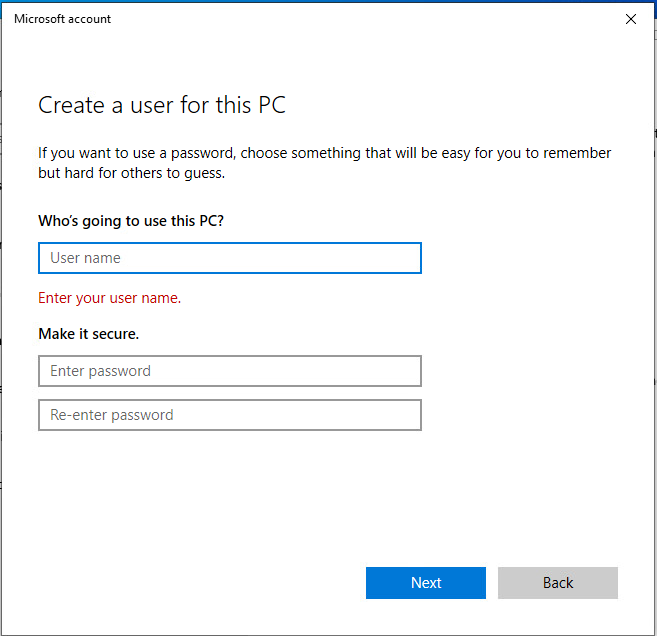 Microsoft account
Create a user for this PC
If you want to use a password, choose something that will be easy for you to remember
but hard for others to guess.
Who's going to use this PC?
User name
Enter your user name.
Make it secure.
Enter password
Re-enter password
Next
Back